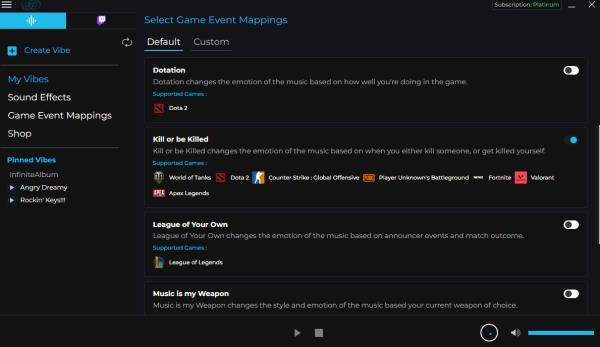 Subscription: Platinum
Select Game Event Mappings
Default Custom
Create Vibe
My Vibes
Sound Effects
Game Event Mappings
Shop
Pinned Vibes
InfiniteAlbum
Angry Dreamy
Rockin' Keys!!!
Dotation
Dotation changes the emotion of the music based on how well you're doing in the game.
Supported Games :
Dota 2
Kill or be Killed
Kill or be Killed changes the emotion of the music based on when you either kill someone, or get killed yourself.
Supported Games :
World of Tanks Dota 2 Counter Strike : Global Offensive Player Unknown's Battleground Fortnite Valorant
Apex Legends
League of Your Own
League of Your Own changes the emotion of the music based on announcer events and match outcome.
Supported Games :
League of Legends
Music is my Weapon
Music is my Weapon changes the style and emotion of the music based your current weapon of choice.